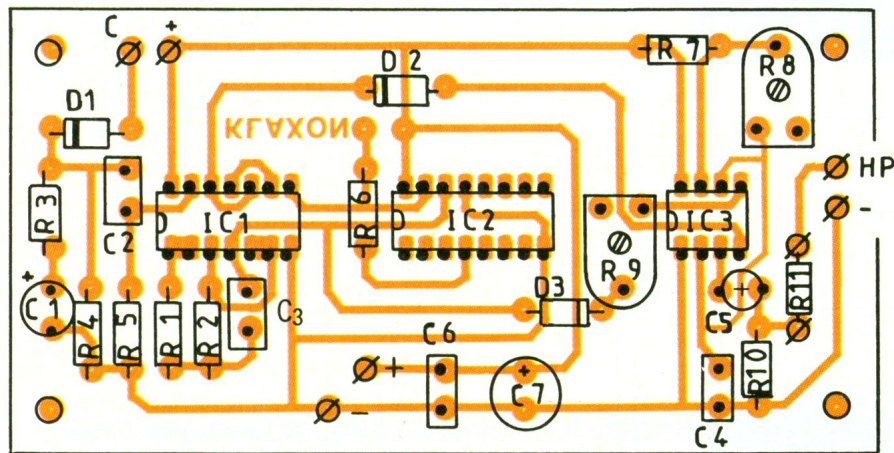 C +
R7
D2
R8
D1
KLAXON
HP
R3
C2
IC1
R6
IC2
IC3
-
R9
+
C1
R4
R5
R1
R2
C3
D3
+
C5
R11
C6
+
+
C7
R10
-
C4